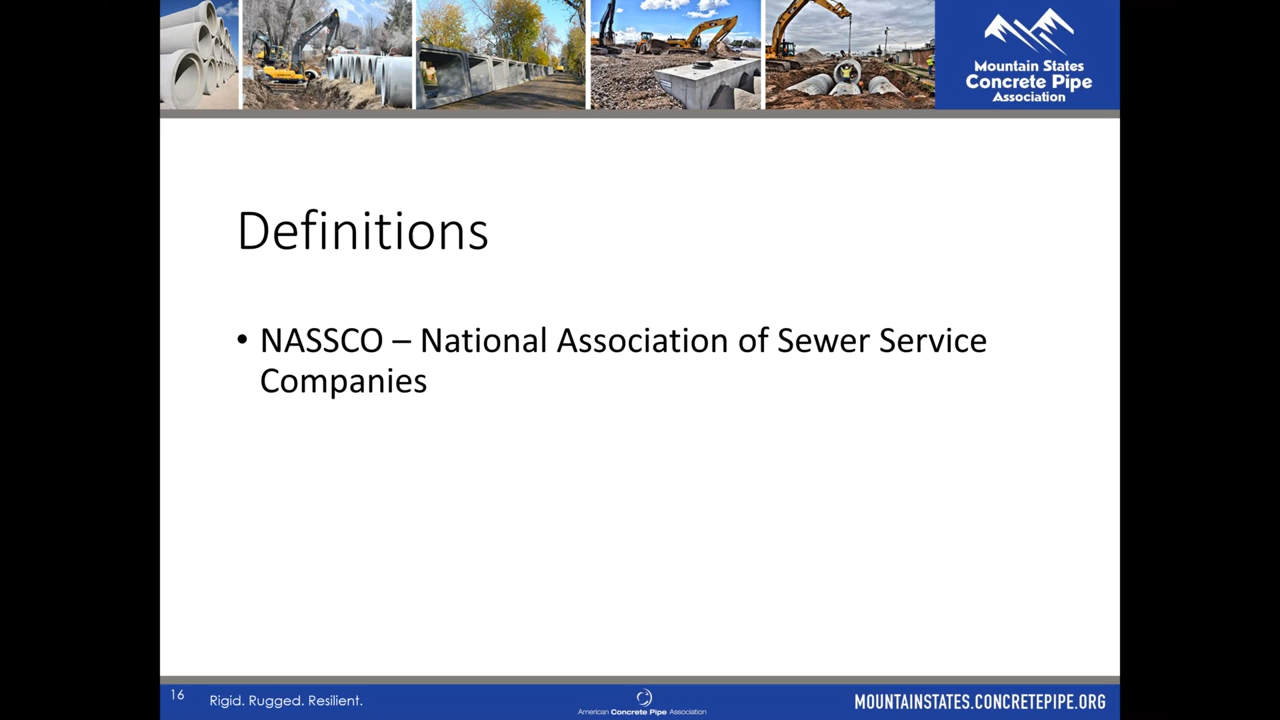 Mountain States
Concrete Pipe
Association
Definitions
• NASSCO – National Association of Sewer Service
Companies
16
Rigid. Rugged. Resilient.
American Concrete Pipe Association
MOUNTAINSTATES.CONCRETEPIPE.ORG